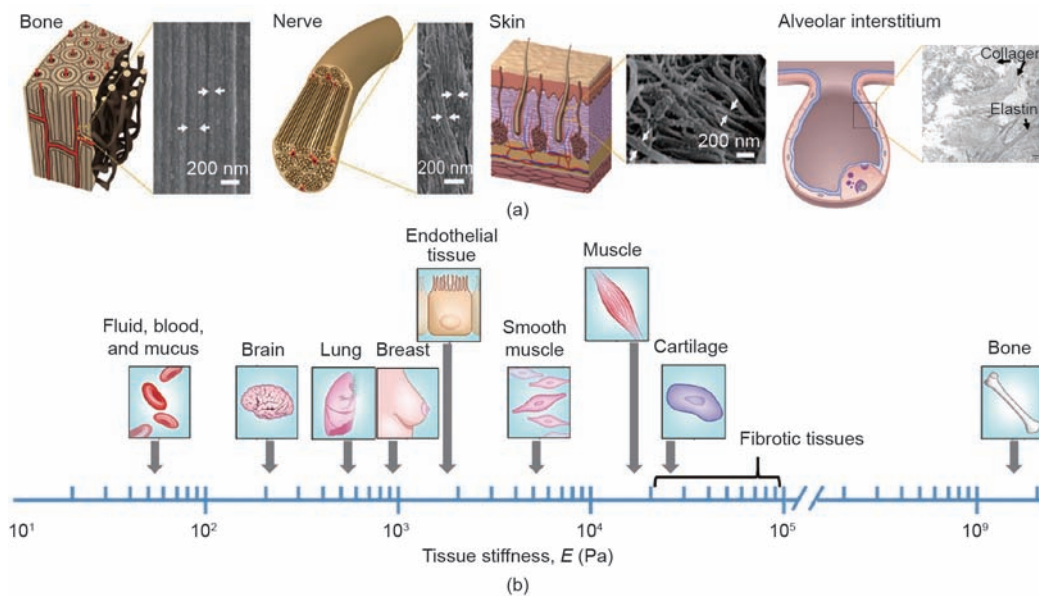 Bone
Nerve
Skin
Alveolar interstitium
200 nm
200 nm
200 nm
Collagen
Elastin
(a)
Endothelial
tissue
Muscle
Fluid, blood,
and mucus
Brain
Lung
Breast
Smooth
muscle
Cartilage
Bone
Fibrotic tissues
10¹
10²
10³
10⁴
10⁵
10⁹
Tissue stiffness, E (Pa)
(b)